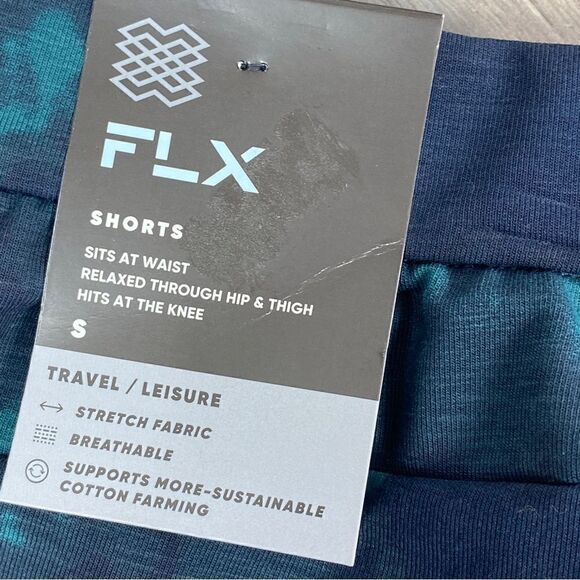 FLX
SHORTS
SITS AT WAIST
RELAXED THROUGH HIP & THIGH
HITS AT THE KNEE
S
TRAVEL / LEISURE
STRETCH FABRIC
BREATHABLE
SUPPORTS MORE-SUSTAINABLE
COTTON FARMING